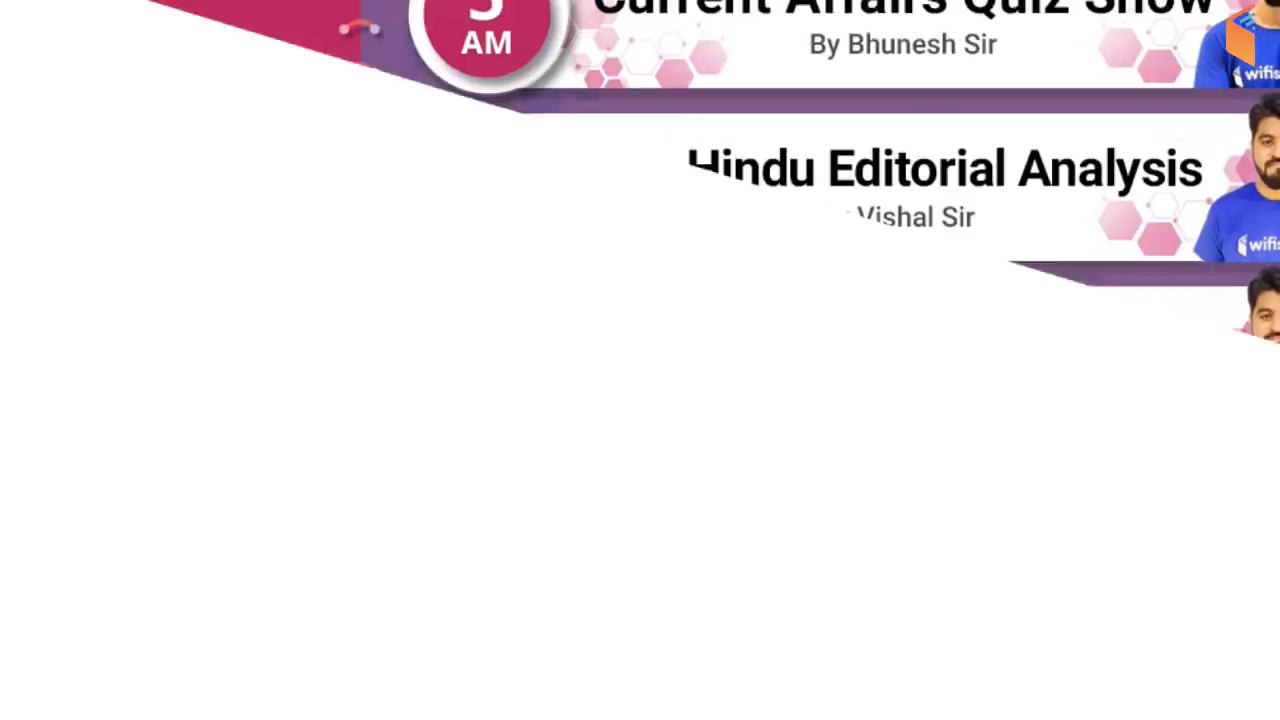 Current Affairs Quiz Show
AM
By Bhunesh Sir
Hindu Editorial Analysis
Vishal Sir